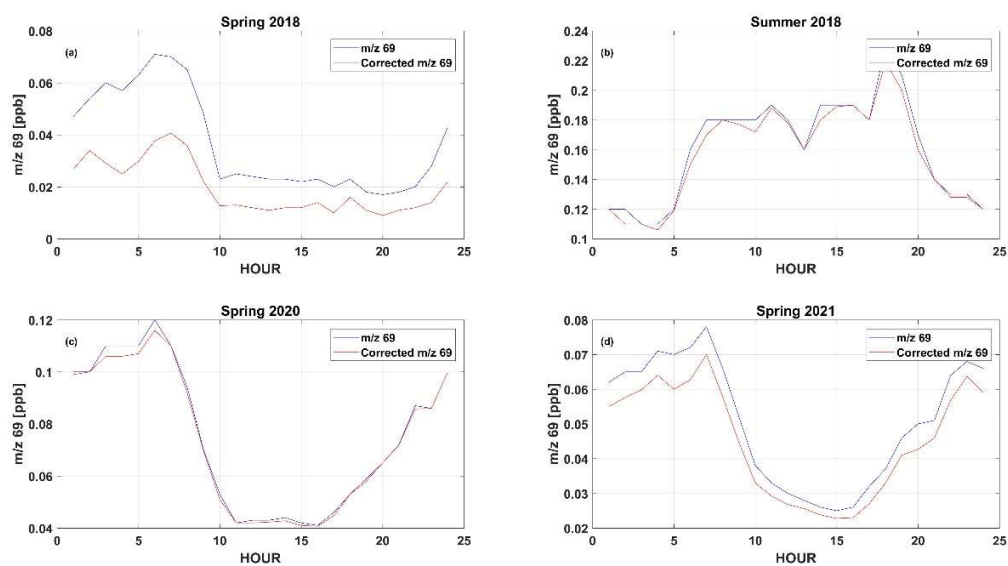 Spring 2018
(a)
m/z 69
Corrected m/z 69
0.08
0.06
0.04
0.02
0
m/z 69 [ppb]
0 5 10 15 20 25
HOUR
Summer 2018
(b)
m/z 69
Corrected m/z 69
0.24
0.22
0.2
0.18
0.16
0.14
0.12
0.1
m/z 69 [ppb]
0 5 10 15 20 25
HOUR
Spring 2020
(c)
m/z 69
Corrected m/z 69
0.12
0.1
0.08
0.06
0.04
m/z 69 [ppb]
0 5 10 15 20 25
HOUR
Spring 2021
(d)
m/z 69
Corrected m/z 69
0.08
0.07
0.06
0.05
0.04
0.03
0.02
m/z 69 [ppb]
0 5 10 15 20 25
HOUR